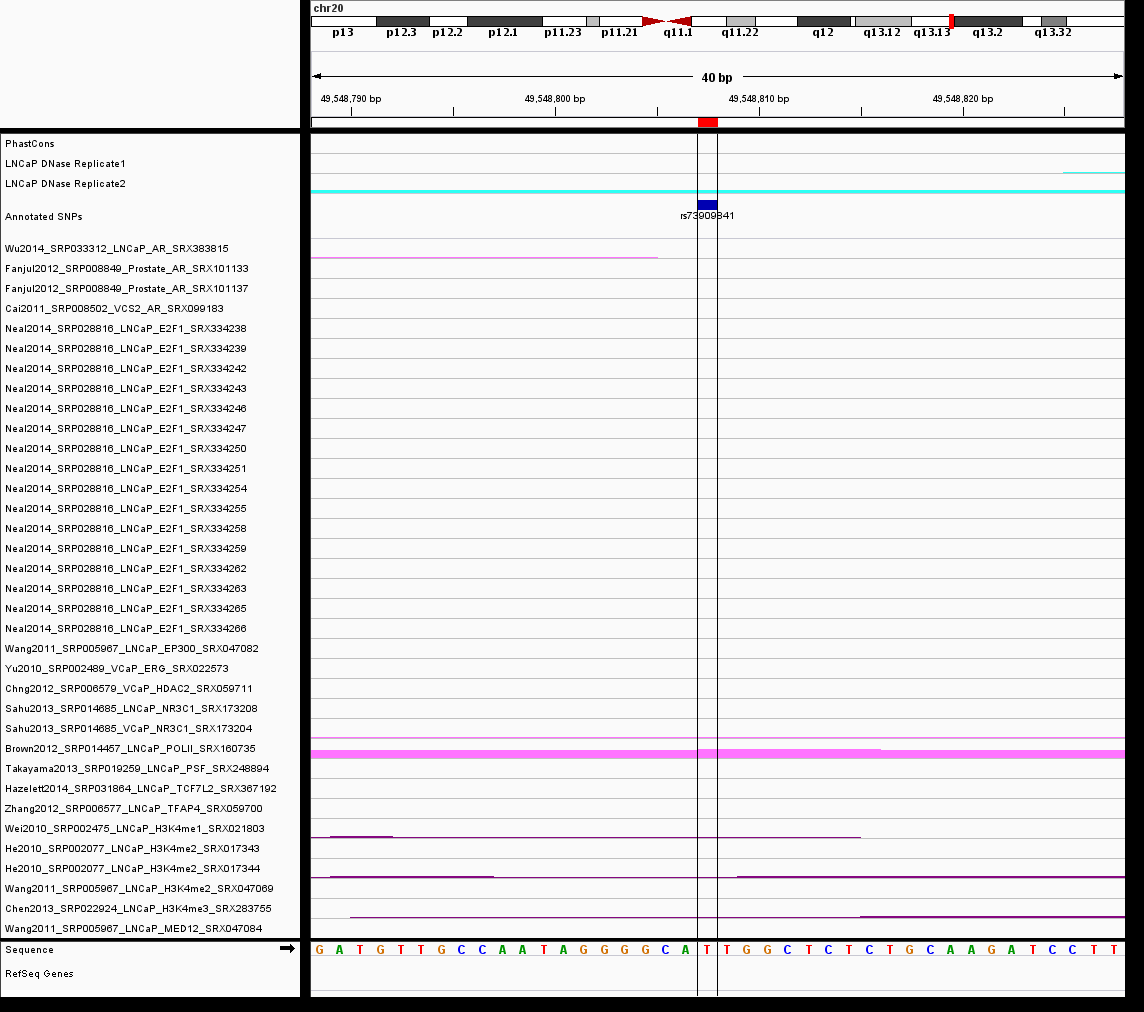 chr20
p13 p12.3 p12.2 p12.1 p11.23 p11.21 q11.1 q11.22 q12 q13.12 q13.13 q13.2 q13.32
40 bp
49,548,790 bp 49,548,800 bp 49,548,810 bp 49,548,820 bp
PhastCons
LNCaP DNase Replicate1
LNCaP DNase Replicate2
Annotated SNPs
rs73909841
Wu2014_SRP033312_LNCaP_AR_SRX383815
Fanjul2012_SRP008849_Prostate_AR_SRX101133
Fanjul2012_SRP008849_Prostate_AR_SRX101137
Cai2011_SRP008502_VCS2_AR_SRX099183
Neal2014_SRP028816_LNCaP_E2F1_SRX334238
Neal2014_SRP028816_LNCaP_E2F1_SRX334239
Neal2014_SRP028816_LNCaP_E2F1_SRX334242
Neal2014_SRP028816_LNCaP_E2F1_SRX334243
Neal2014_SRP028816_LNCaP_E2F1_SRX334246
Neal2014_SRP028816_LNCaP_E2F1_SRX334247
Neal2014_SRP028816_LNCaP_E2F1_SRX334250
Neal2014_SRP028816_LNCaP_E2F1_SRX334251
Neal2014_SRP028816_LNCaP_E2F1_SRX334254
Neal2014_SRP028816_LNCaP_E2F1_SRX334255
Neal2014_SRP028816_LNCaP_E2F1_SRX334258
Neal2014_SRP028816_LNCaP_E2F1_SRX334259
Neal2014_SRP028816_LNCaP_E2F1_SRX334262
Neal2014_SRP028816_LNCaP_E2F1_SRX334263
Neal2014_SRP028816_LNCaP_E2F1_SRX334265
Neal2014_SRP028816_LNCaP_E2F1_SRX334266
Wang2011_SRP005967_LNCaP_EP300_SRX047082
Yu2010_SRP002489_VCaP_ERG_SRX022573
Chng2012_SRP006579_VCaP_HDAC2_SRX059711
Sahu2013_SRP014685_LNCaP_NR3C1_SRX173208
Sahu2013_SRP014685_VCaP_NR3C1_SRX173204
Brown2012_SRP014457_LNCaP_POLII_SRX160735
Takayama2013_SRP019259_LNCaP_PSF_SRX248894
Hazelett2014_SRP031864_LNCaP_TCF7L2_SRX367192
Zhang2012_SRP006577_LNCaP_TFAP4_SRX059700
Wei2010_SRP002475_LNCaP_H3K4me1_SRX021803
He2010_SRP002077_LNCaP_H3K4me2_SRX017343
He2010_SRP002077_LNCaP_H3K4me2_SRX017344
Wang2011_SRP005967_LNCaP_H3K4me2_SRX047069
Chen2013_SRP022924_LNCaP_H3K4me3_SRX283755
Wang2011_SRP005967_LNCaP_MED12_SRX047084
Sequence G A T G T T G C C A A T A G G G G C A T T G G C T C T C T G C A A G A T C C T T
RefSeq Genes